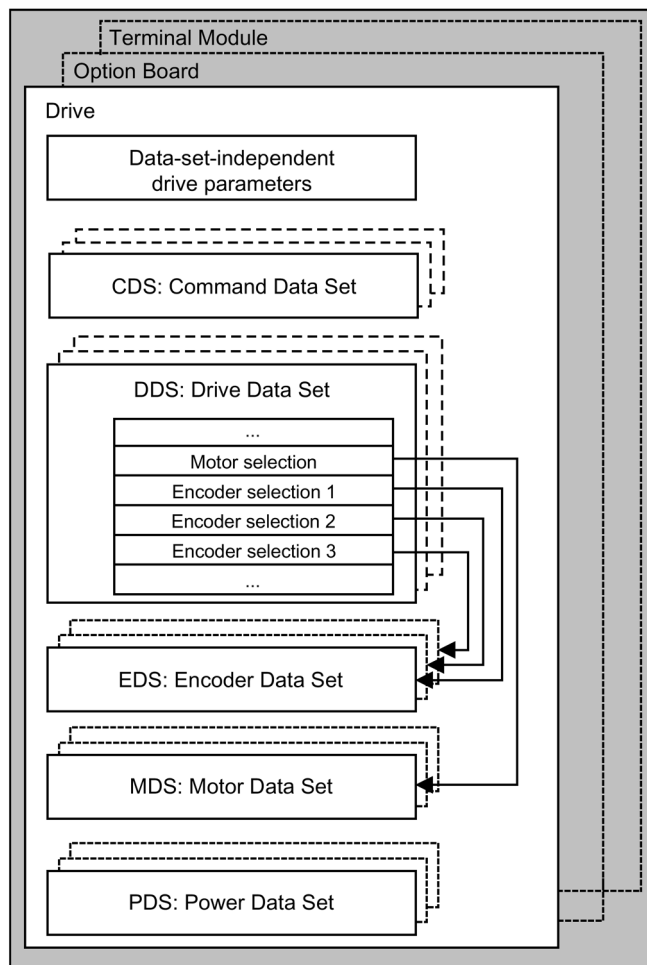 Terminal Module
Option Board
Drive
Data-set-independent
drive parameters
CDS: Command Data Set
DDS: Drive Data Set
...
Motor selection
Encoder selection 1
Encoder selection 2
Encoder selection 3
...
EDS: Encoder Data Set
MDS: Motor Data Set
PDS: Power Data Set